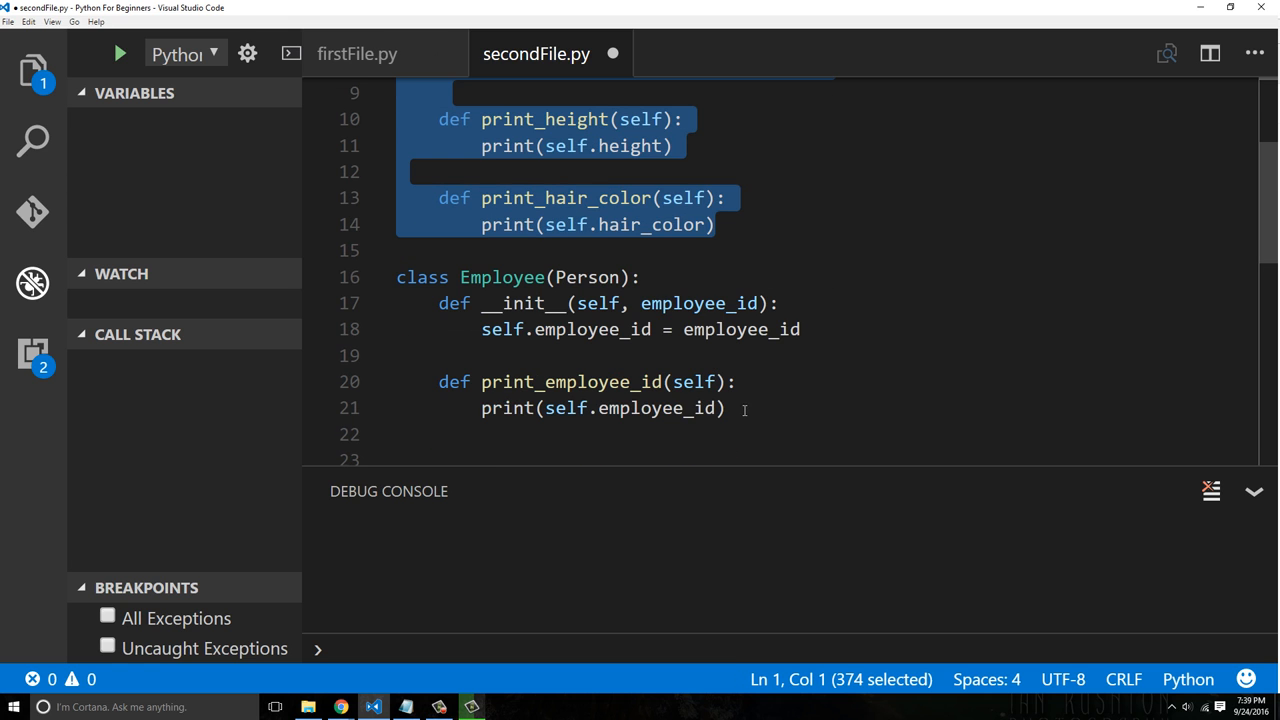 ● secondFile.py - Python For Beginners - Visual Studio Code
File Edit View Go Help
1
2
Pythor
firstFile.py
secondFile.py
VARIABLES
WATCH
CALL STACK
BREAKPOINTS
All Exceptions
Uncaught Exceptions
9
10 def print_height(self):
11 print(self.height)
12
13 def print_hair_color(self):
14 print(self.hair_color)
15
16 class Employee(Person):
17 def __init__(self, employee_id):
18 self.employee_id = employee_id
19
20 def print_employee_id(self):
21 print(self.employee_id)
22
23
DEBUG CONSOLE
0 0
Ln 1, Col 1 (374 selected) Spaces: 4 UTF-8 CRLF Python
I'm Cortana. Ask me anything.
7:39 PM
9/24/2016